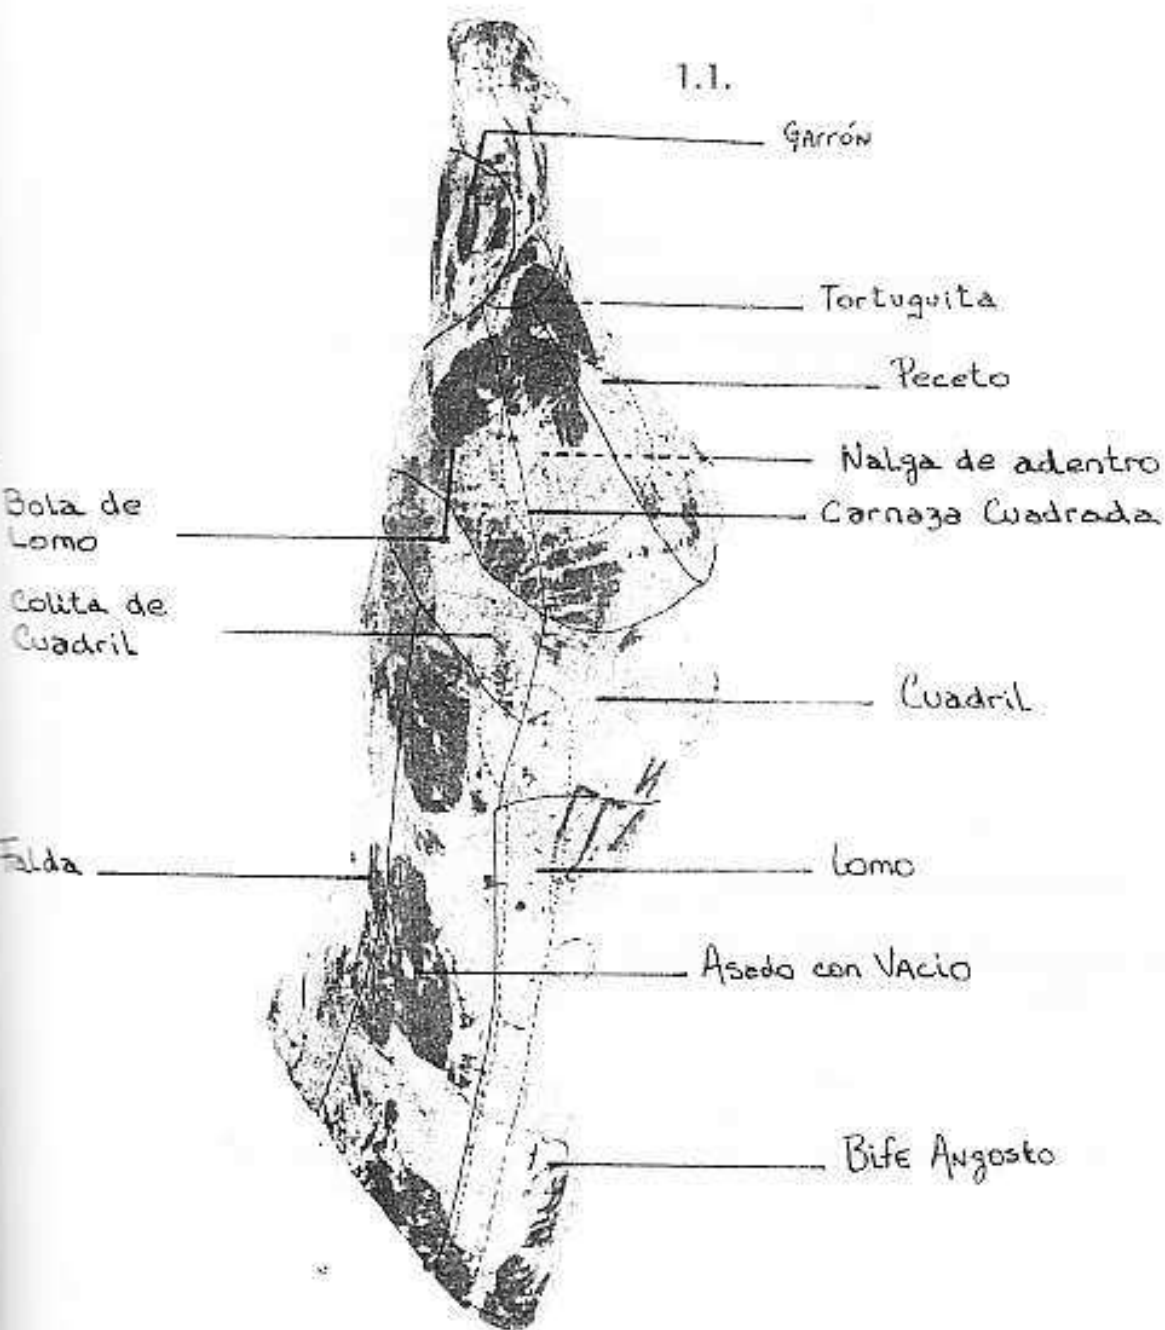 1.1.
Garrón
Tortuguita
Peceto
Nalga de adentro
Bola de
Lomo
Carnaza Cuadrada
Colita de
Cuadril
Cuadril
Falda
Lomo
Asado con Vacio
Bife Angosto